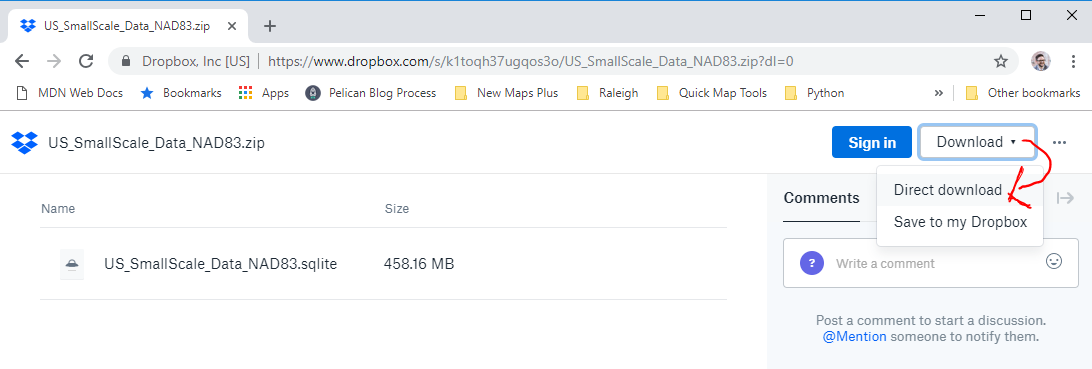 US_SmallScale_Data_NAD83.zip
Dropbox, Inc [US] | https://www.dropbox.com/s/k1toqh37ugqos3o/US_SmallScale_Data_NAD83.zip?dl=0
MDN Web Docs Bookmarks Apps Pelican Blog Process New Maps Plus Raleigh Quick Map Tools Python » Other bookmarks
US_SmallScale_Data_NAD83.zip Sign in Download
Direct download
Save to my Dropbox
Comments
Name Size
US_SmallScale_Data_NAD83.sqlite 458.16 MB
? Write a comment
Post a comment to start a discussion.
@Mention someone to notify them.